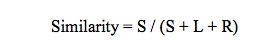 Similarity = S / (S + L + R)